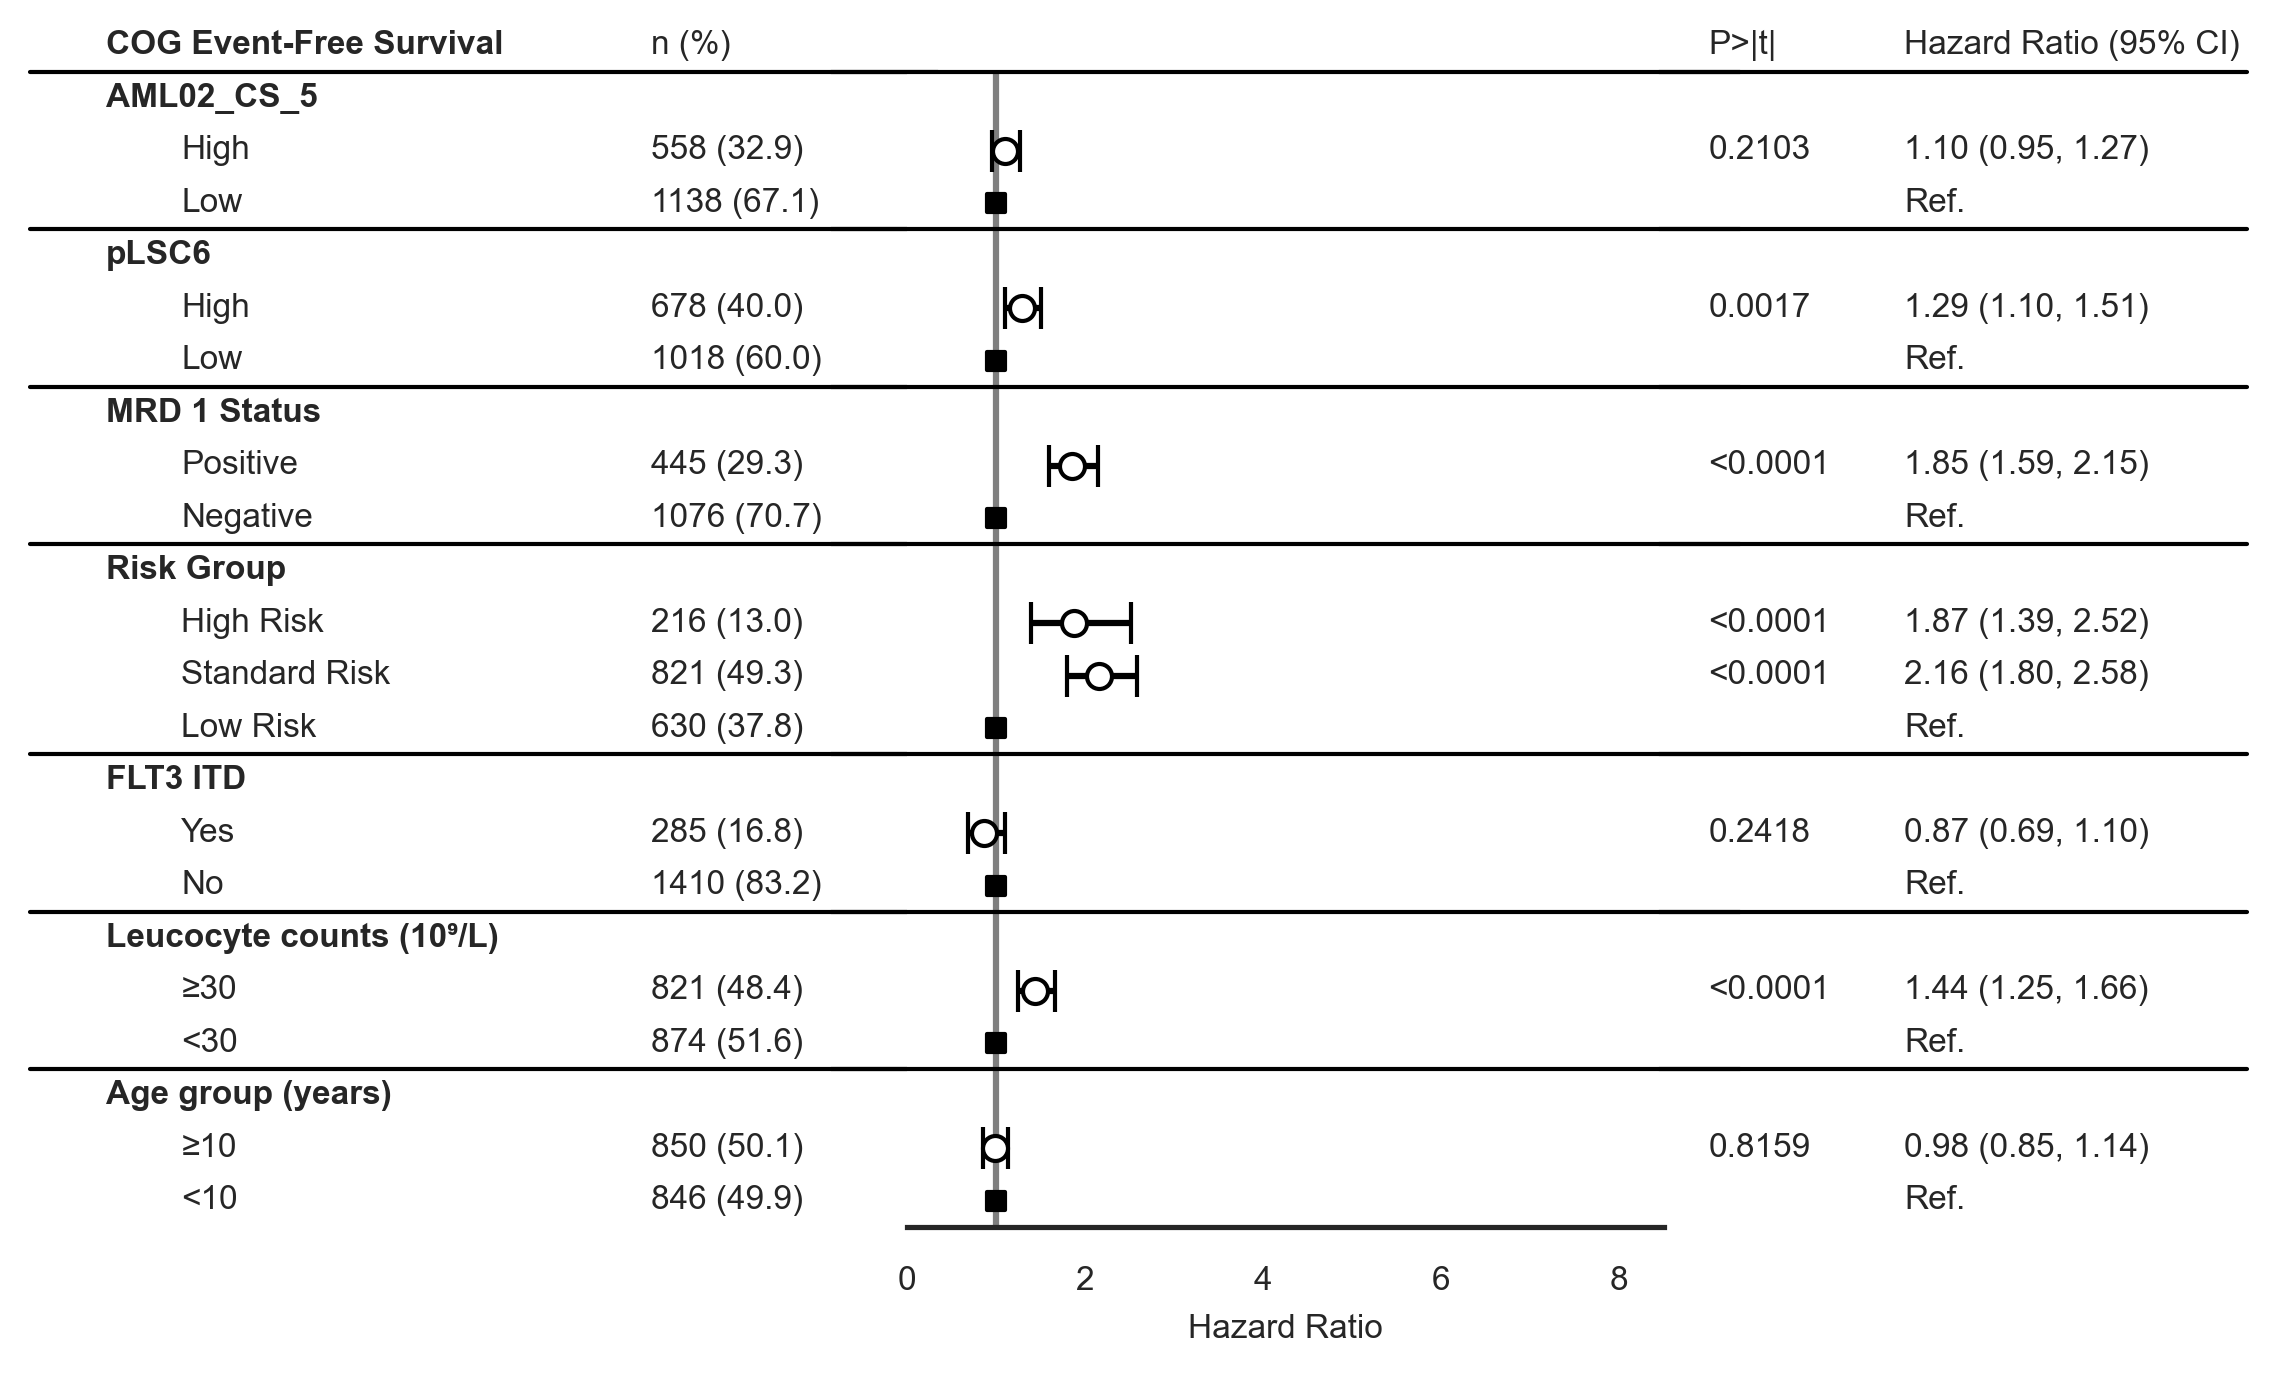 COG Event-Free Survival n (%) P>|t| Hazard Ratio (95% CI)
AML02_CS_5
High 558 (32.9) 0.2103 1.10 (0.95, 1.27)
Low 1138 (67.1) Ref.
pLSC6
High 678 (40.0) 0.0017 1.29 (1.10, 1.51)
Low 1018 (60.0) Ref.
MRD 1 Status
Positive 445 (29.3) <0.0001 1.85 (1.59, 2.15)
Negative 1076 (70.7) Ref.
Risk Group
High Risk 216 (13.0) <0.0001 1.87 (1.39, 2.52)
Standard Risk 821 (49.3) <0.0001 2.16 (1.80, 2.58)
Low Risk 630 (37.8) Ref.
FLT3 ITD
Yes 285 (16.8) 0.2418 0.87 (0.69, 1.10)
No 1410 (83.2) Ref.
Leucocyte counts (10⁹/L)
≥30 821 (48.4) <0.0001 1.44 (1.25, 1.66)
<30 874 (51.6) Ref.
Age group (years)
≥10 850 (50.1) 0.8159 0.98 (0.85, 1.14)
<10 846 (49.9) Ref.
0 2 4 6 8
Hazard Ratio